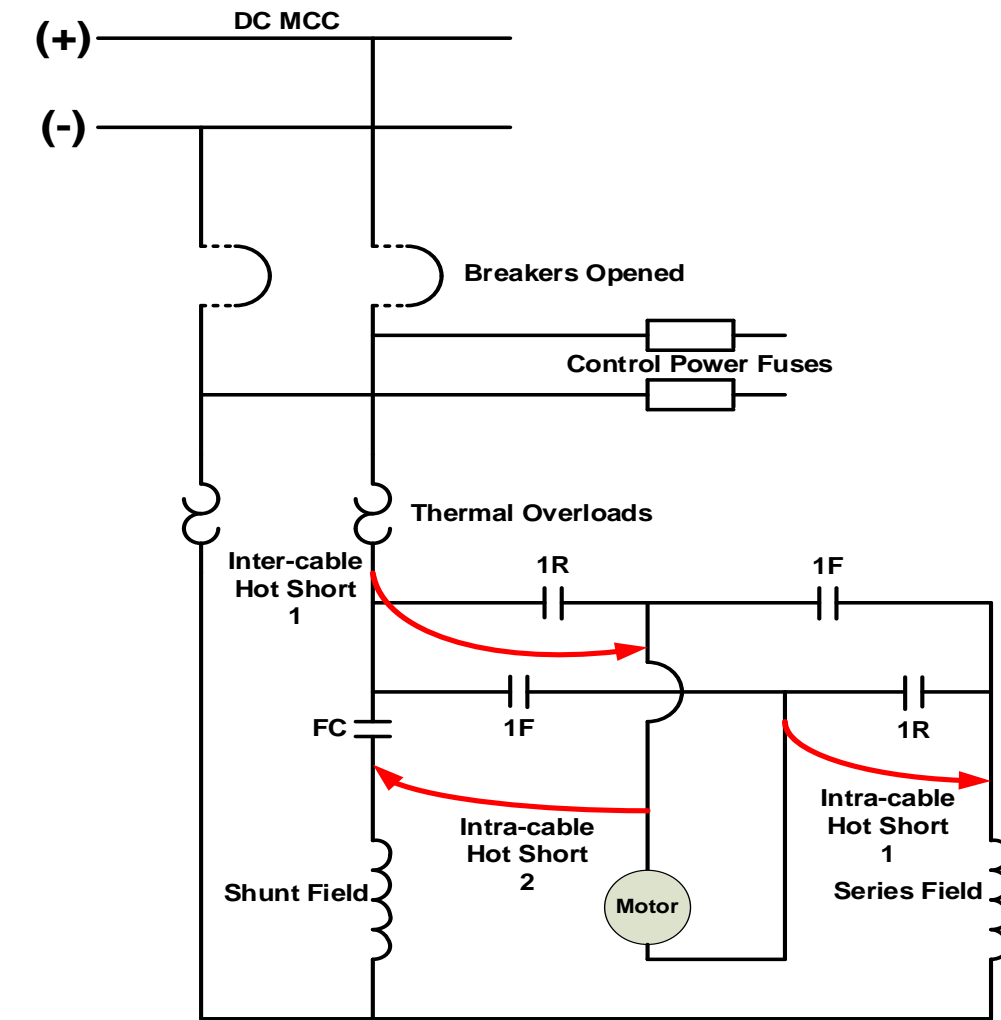 DC MCC
(+)
(-)
Breakers Opened
Control Power Fuses
Thermal Overloads
Inter-cable
Hot Short
1
1R
1F
FC
1F
1R
Intra-cable
Hot Short
2
Intra-cable
Hot Short
1
Shunt Field
Motor
Series Field